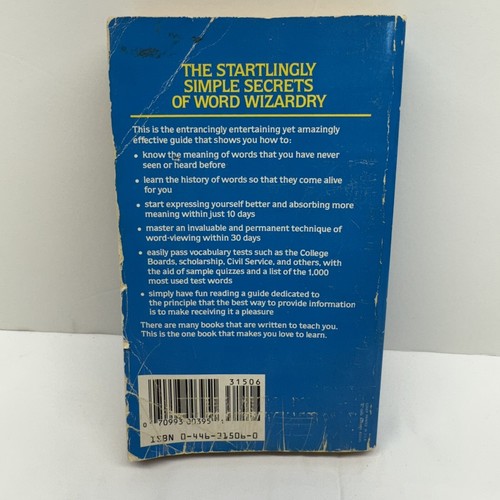 THE STARTLINGLY
SIMPLE SECRETS
OF WORD WIZARDRY
This is the entrancingly entertaining yet amazingly
effective guide that shows you how to:
• know the meaning of words that you have never
seen or heard before
• learn the history of words so that they come alive
for you
• start expressing yourself better and absorbing more
meaning within just 10 days
• master an invaluable and permanent technique of
word-viewing within 30 days
• easily pass vocabulary tests such as the College
Boards, scholarship, Civil Service, and others, with
the aid of sample quizzes and a list of the 1,000
most used test words
• simply have fun reading a guide dedicated to
the principle that the best way to provide information
is to make receiving it a pleasure
There are many books that are written to teach you.
This is the one book that makes you love to learn.
31506
0 70993 00395
ISBN 0-446-31506-0